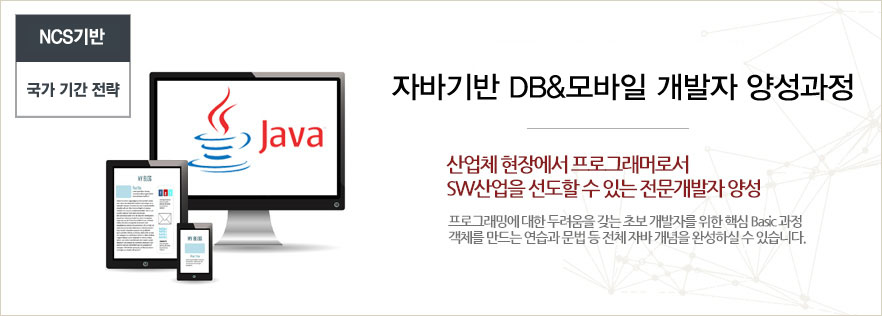 NCS기반
국가 기간 전략
자바기반 DB&모바일 개발자 양성과정
Java
산업체 현장에서 프로그래머로서
SW산업을 선도할 수 있는 전문개발자 양성
프로그래밍에 대한 두려움을 갖는 초보 개발자를 위한 핵심 Basic 과정
객체를 만드는 연습과 문법 등 전체 자바 개념을 완성하실 수 있습니다.
MY BLOG
MY BLOG